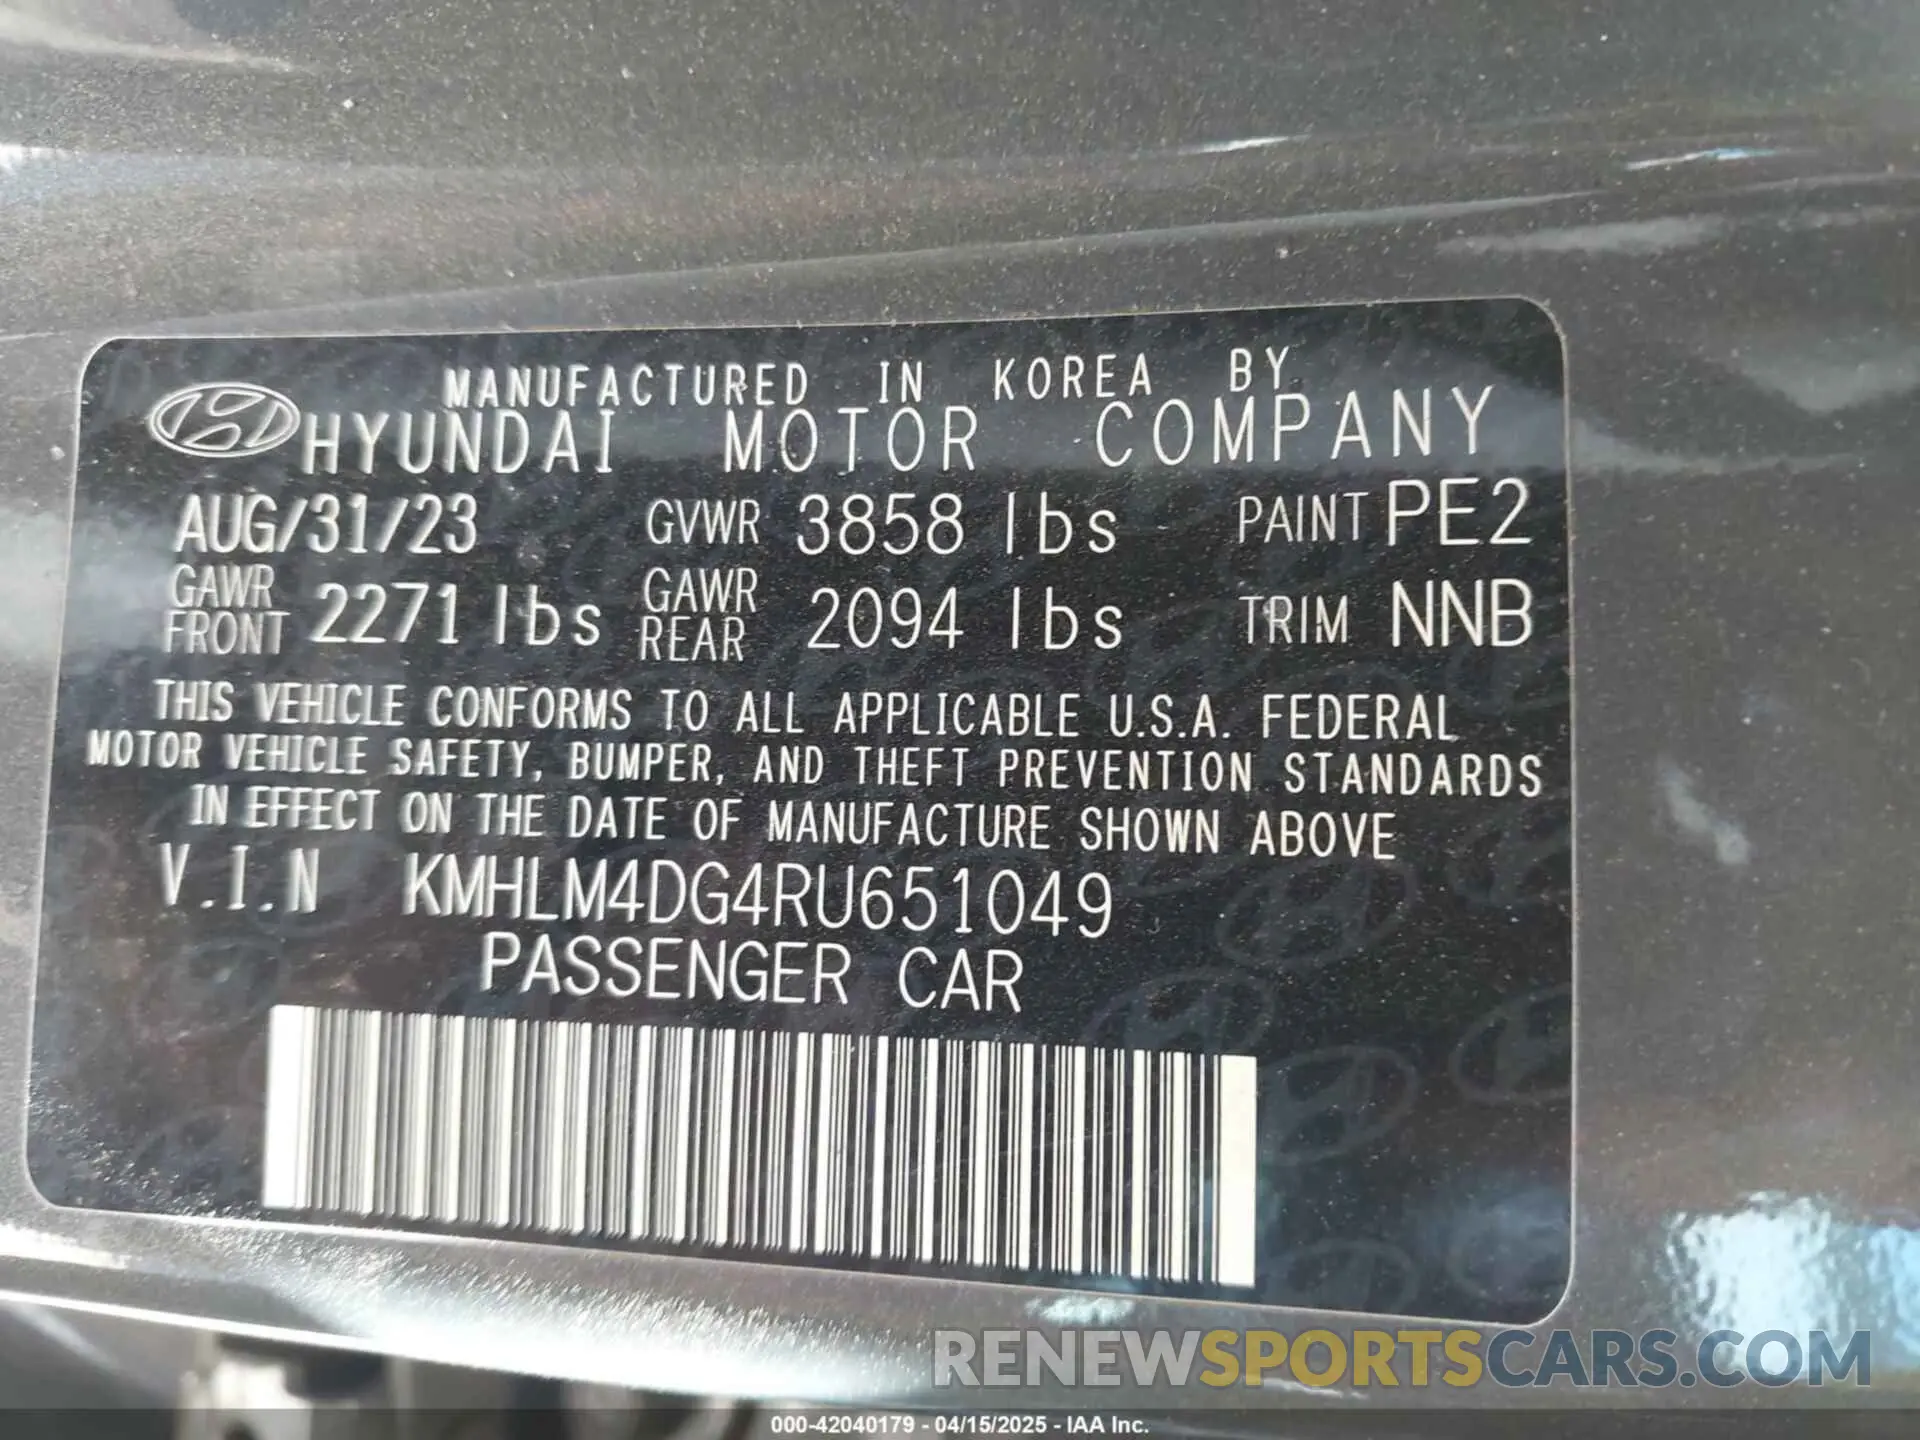 MANUFACTURED IN KOREA BY
HYUNDAI MOTOR COMPANY
AUG/31/23 GVWR 3858 lbs PAINT PE2
GAWR FRONT 2271 lbs GAWR REAR 2094 lbs TRIM NNB
THIS VEHICLE CONFORMS TO ALL APPLICABLE U.S.A. FEDERAL
MOTOR VEHICLE SAFETY, BUMPER, AND THEFT PREVENTION STANDARDS
IN EFFECT ON THE DATE OF MANUFACTURE SHOWN ABOVE
V.I.N KMHLM4DG4RU651049
PASSENGER CAR
RENEWSPORTSCARS.COM
000-42040179 - 04/15/2025 - IAA Inc.